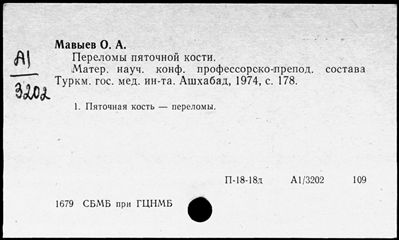 Мавыев О. А.
Переломы пяточной кости.
Матер. науч. конф. профессорско-препод. состава
Туркм. гос. мед. ин-та. Ашхабад, 1974, с. 178.
А1
3202
1. Пяточная кость — переломы.
П-18-18д А1/3202 109
1679 СБМБ при ГЦНМБ